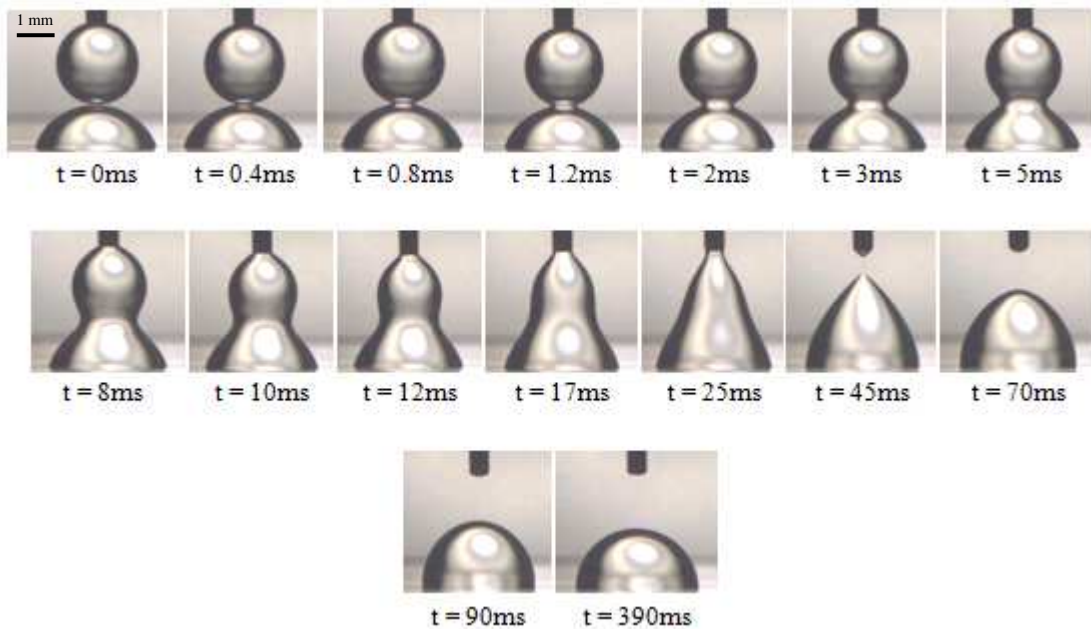 1 mm
t = 0ms
t = 0.4ms
t = 0.8ms
t = 1.2ms
t = 2ms
t = 3ms
t = 5ms
t = 8ms
t = 10ms
t = 12ms
t = 17ms
t = 25ms
t = 45ms
t = 70ms
t = 90ms
t = 390ms